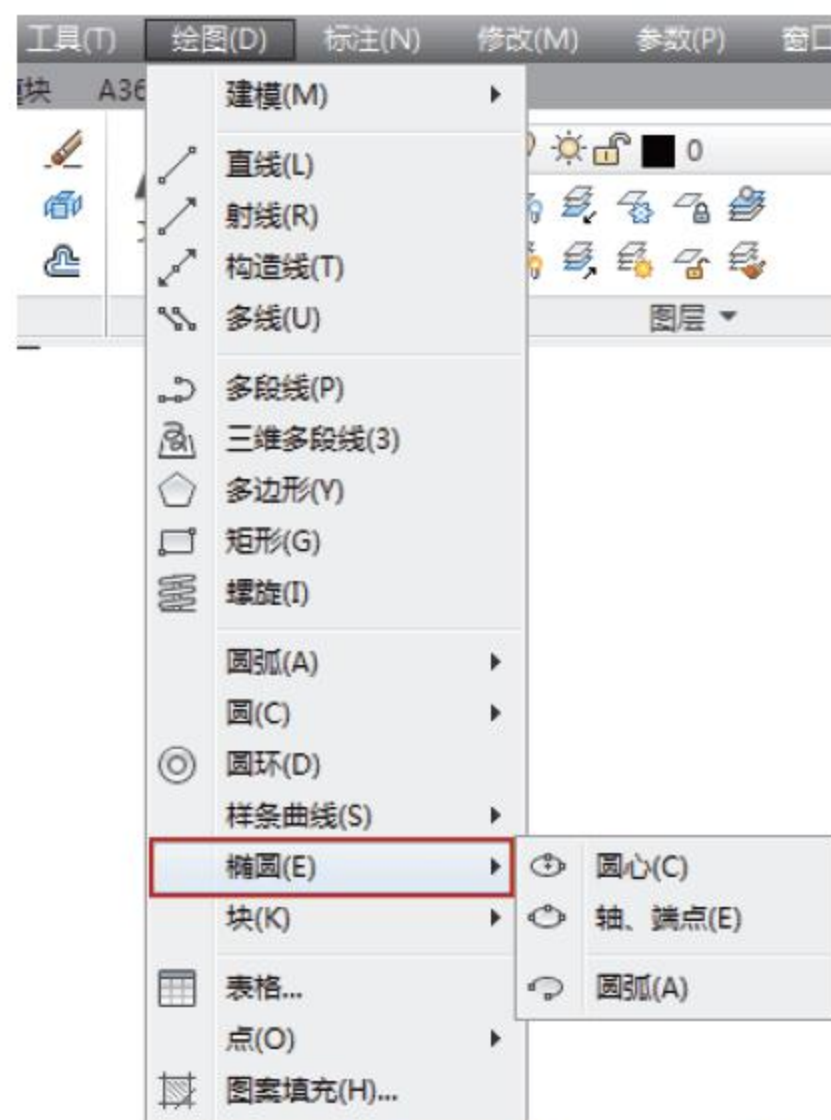 工具(T) 绘图(D) 标注(N) 修改(M) 参数(P) 窗口
块 A36
建模(M)
直线(L)
0
射线(R)
构造线(T)
多线(U)
图层
多段线(P)
三维多段线(3)
多边形(Y)
矩形(G)
螺旋(I)
圆弧(A)
圆(C)
圆环(D)
样条曲线(S)
椭圆(E)
圆心(C)
块(K)
轴、端点(E)
表格...
圆弧(A)
点(O)
图案填充(H)...